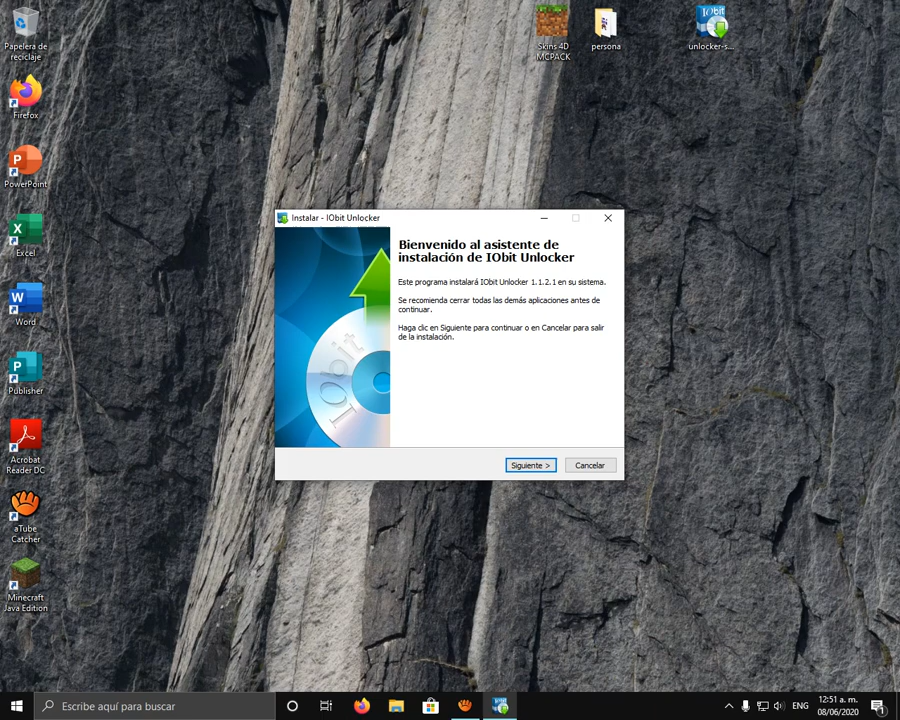 Papelera de
reciclaje
Firefox
PowerPoint
Excel
Word
Publisher
Acrobat
Reader DC
aTube
Catcher
Minecraft
Java Edition
Skins 4D
MCPACK
persona
IObit
unlocker-s...
Instalar - IObit Unlocker
Bienvenido al asistente de
instalación de IObit Unlocker
Este programa instalará IObit Unlocker 1.1.2.1 en su sistema.
Se recomienda cerrar todas las demás aplicaciones antes de
continuar.
Haga clic en Siguiente para continuar o en Cancelar para salir
de la instalación.
IObit
Siguiente >
Cancelar
Escribe aquí para buscar
ENG
12:51 a. m.
08/06/2020
1